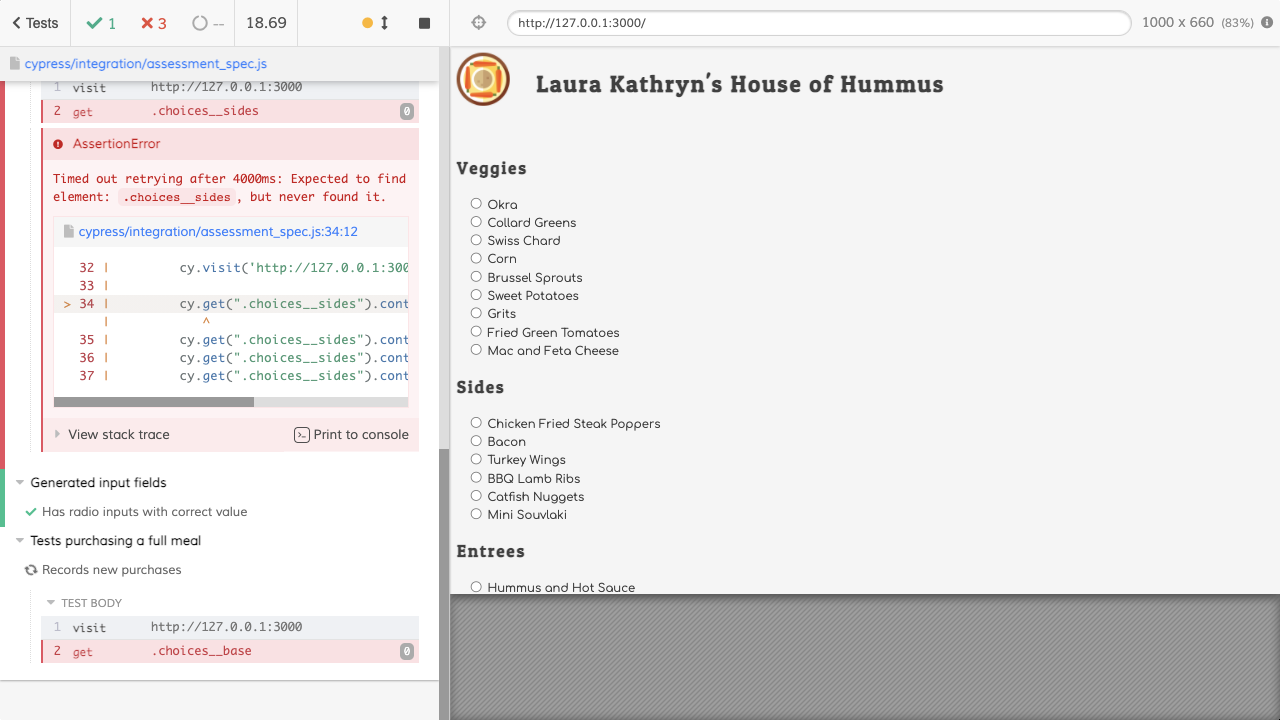 Tests
1
3
--
18.69
http://127.0.0.1:3000/
1000 x 660 (83%)
cypress/integration/assessment_spec.js
1 visit http://127.0.0.1:3000
2 get .choices__sides 0
AssertionError
Timed out retrying after 4000ms: Expected to find
element: .choices__sides, but never found it.
cypress/integration/assessment_spec.js:34:12
32 | cy.visit('http://127.0.0.1:300
33 |
> 34 | cy.get(".choices__sides").cont
| ^
35 | cy.get(".choices__sides").cont
36 | cy.get(".choices__sides").cont
37 | cy.get(".choices__sides").cont
View stack trace
Print to console
Generated input fields
Has radio inputs with correct value
Tests purchasing a full meal
Records new purchases
TEST BODY
1 visit http://127.0.0.1:3000
2 get .choices__base 0
Laura Kathryn's House of Hummus
Veggies
Okra
Collard Greens
Swiss Chard
Corn
Brussel Sprouts
Sweet Potatoes
Grits
Fried Green Tomatoes
Mac and Feta Cheese
Sides
Chicken Fried Steak Poppers
Bacon
Turkey Wings
BBQ Lamb Ribs
Catfish Nuggets
Mini Souvlaki
Entrees
Hummus and Hot Sauce